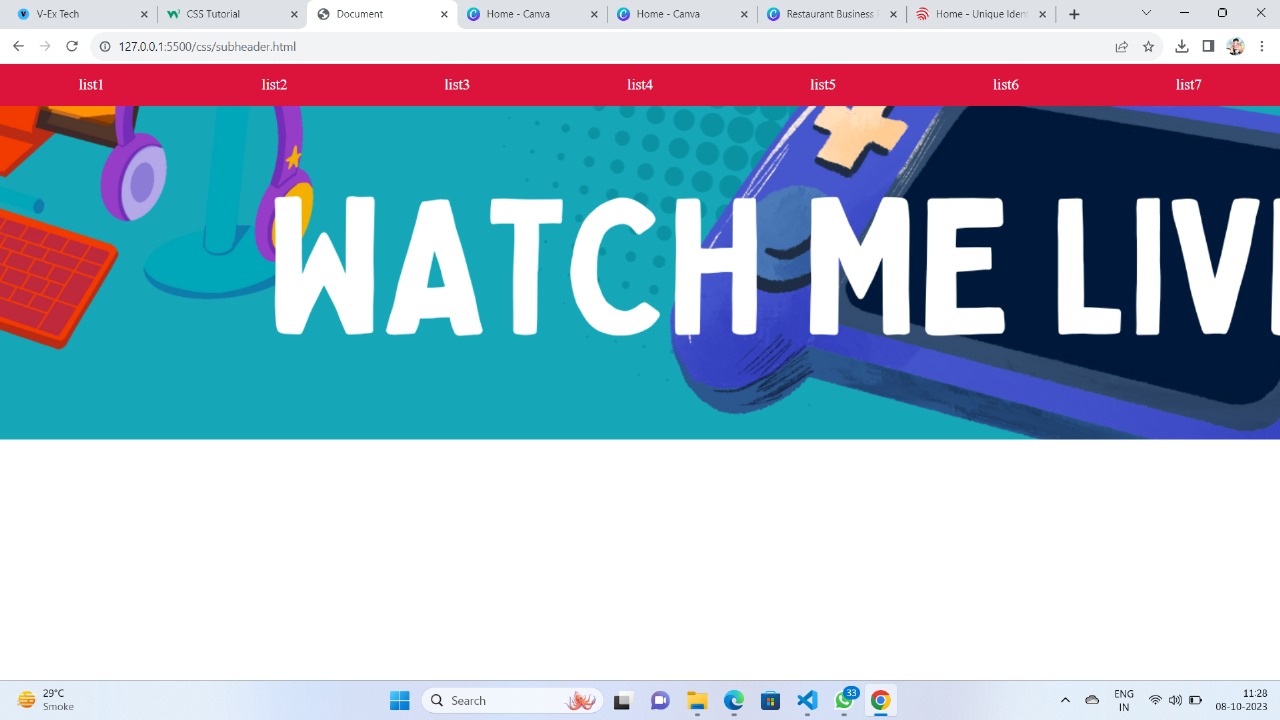 V-Ex Tech
CSS Tutorial
Document
Home - Canva
Home - Canva
Restaurant Business
Home - Unique Iden
127.0.0.1:5500/css/subheader.html
list1 list2 list3 list4 list5 list6 list7
WATCH ME LIV
29°C
Smoke
Search
33
ENG
IN
11:28
08-10-2023